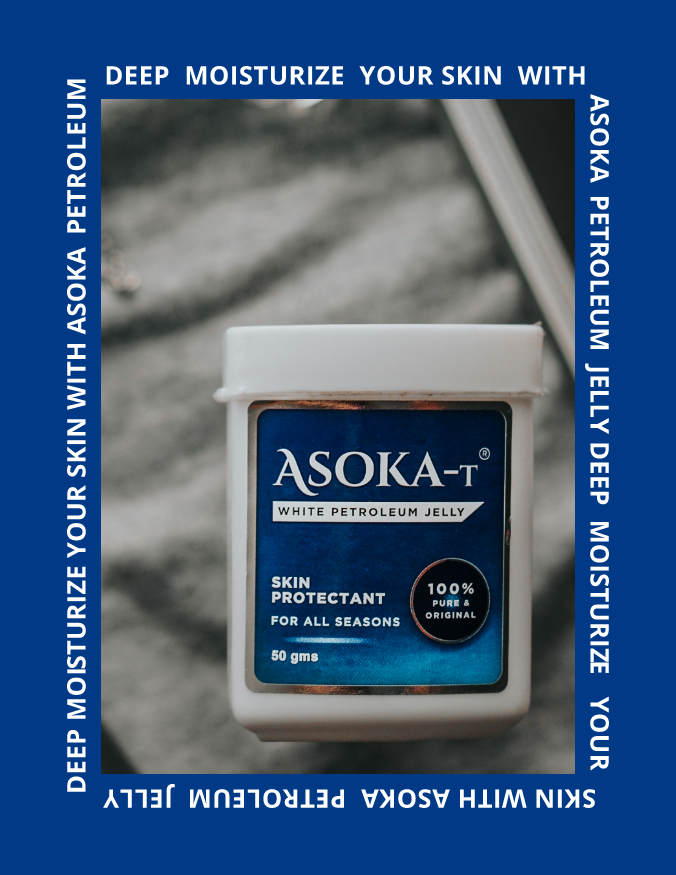 DEEP MOISTURIZE YOUR SKIN WITH
ASOKA PETROLEUM JELLY DEEP MOISTURIZE YOUR
SKIN WITH ASOKA PETROLEUM JELLY
DEEP MOISTURIZE YOUR SKIN WITH ASOKA PETROLEUM
ASOKA-T®
WHITE PETROLEUM JELLY
SKIN
PROTECTANT
FOR ALL SEASONS
50 gms
100%
PURE &
ORIGINAL